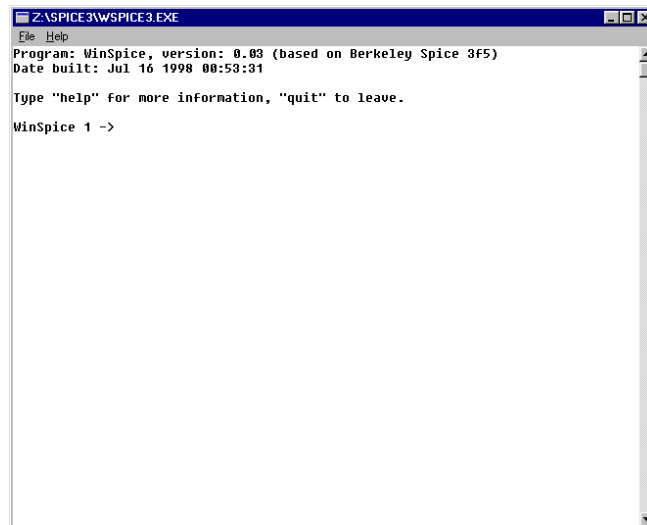 Z:\SPICE3\WSPICE3.EXE
File Help
Program: WinSpice, version: 0.03 (based on Berkeley Spice 3f5)
Date built: Jul 16 1998 00:53:31
Type "help" for more information, "quit" to leave.
WinSpice 1 ->